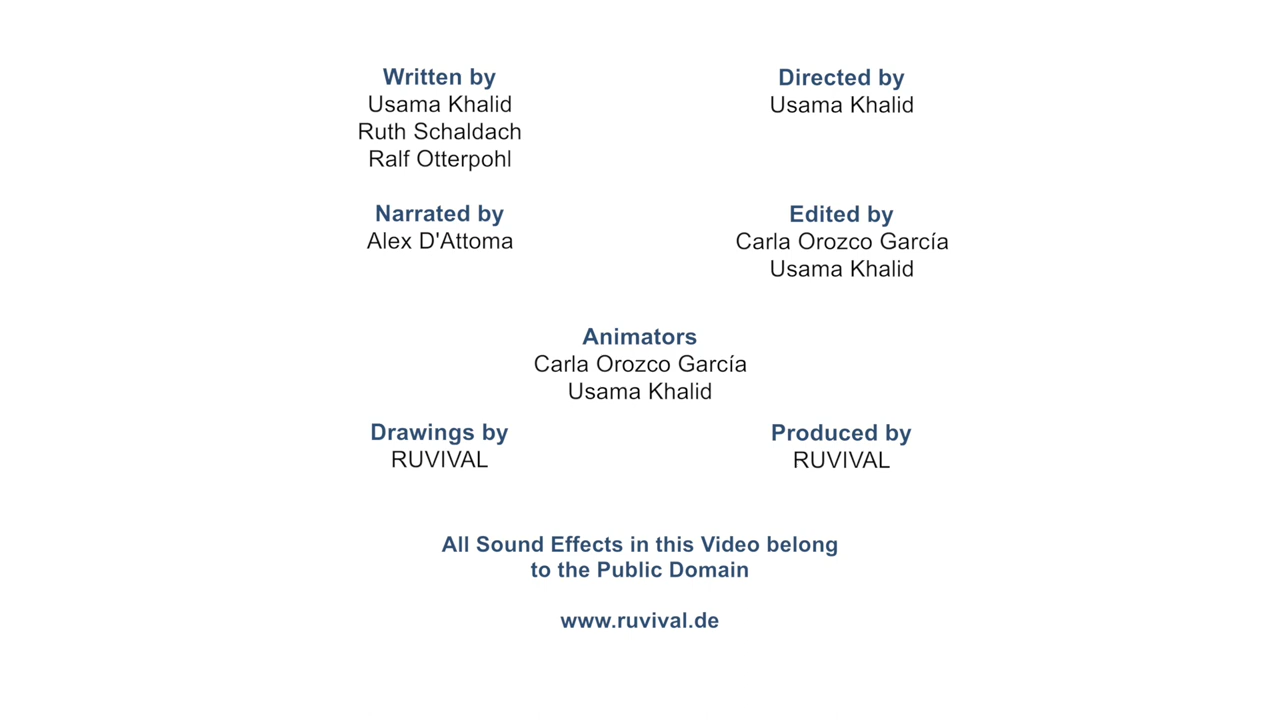 Written by
Usama Khalid
Ruth Schaldach
Ralf Otterpohl
Directed by
Usama Khalid
Narrated by
Alex D'Attoma
Edited by
Carla Orozco García
Usama Khalid
Animators
Carla Orozco García
Usama Khalid
Drawings by
RUVIVAL
Produced by
RUVIVAL
All Sound Effects in this Video belong
to the Public Domain
www.ruvival.de